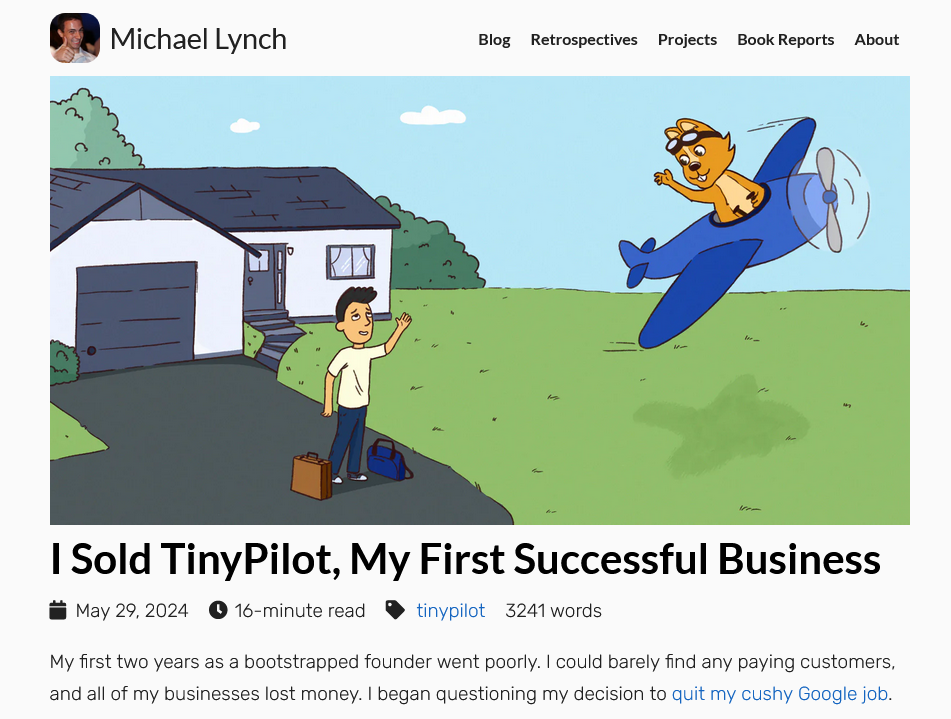 Michael Lynch
Blog Retrospectives Projects Book Reports About
I Sold TinyPilot, My First Successful Business
May 29, 2024 16-minute read tinypilot 3241 words
My first two years as a bootstrapped founder went poorly. I could barely find any paying customers,
and all of my businesses lost money. I began questioning my decision to quit my cushy Google job.